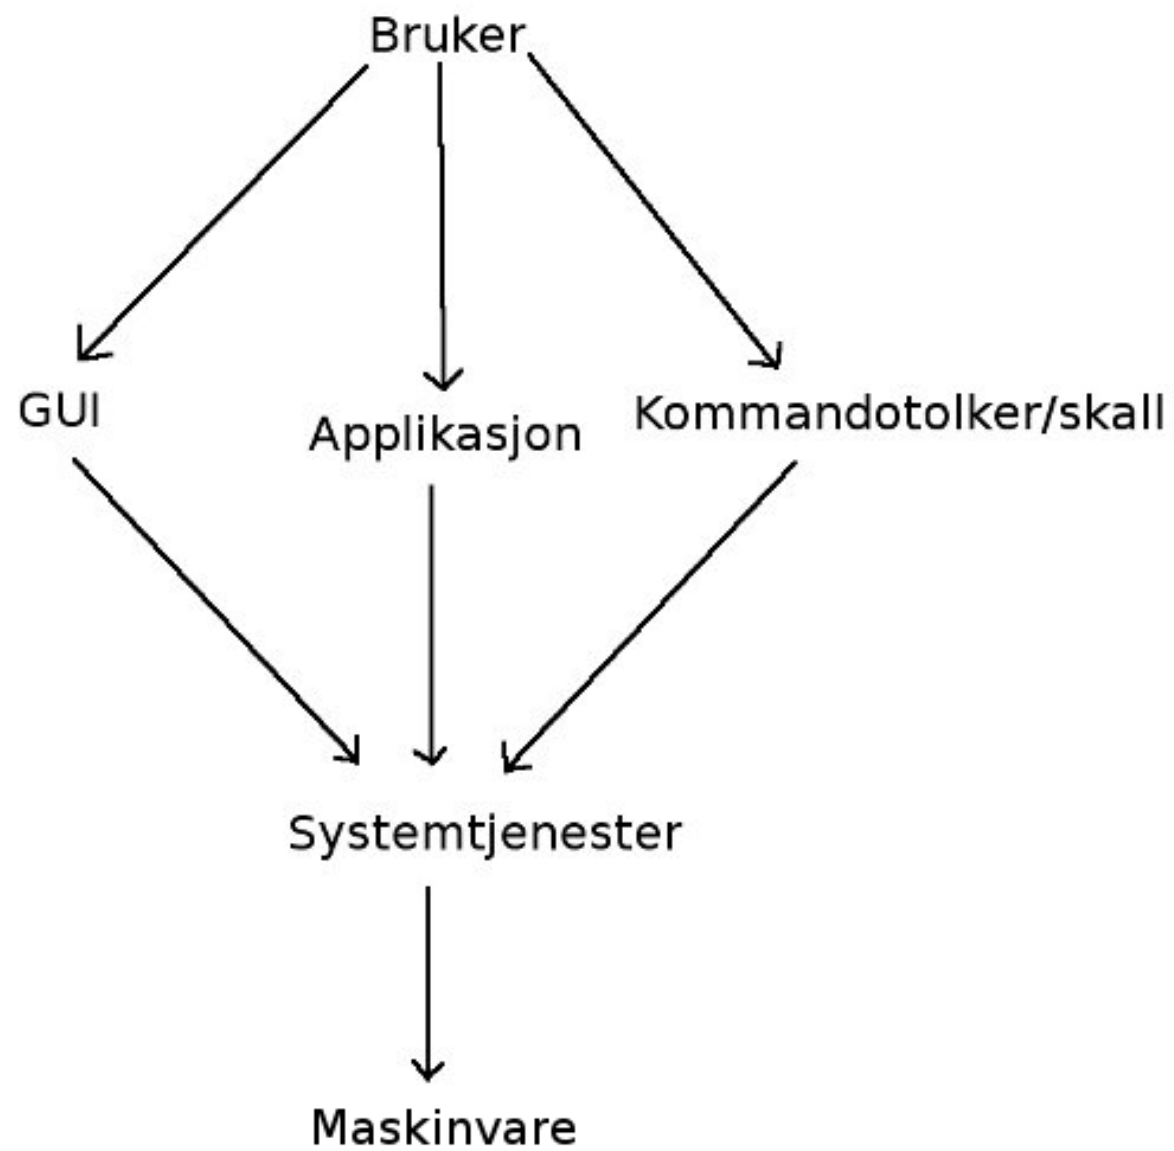 Bruker
GUI
Applikasjon
Kommandotolker/skall
Systemtjenester
Maskinvare